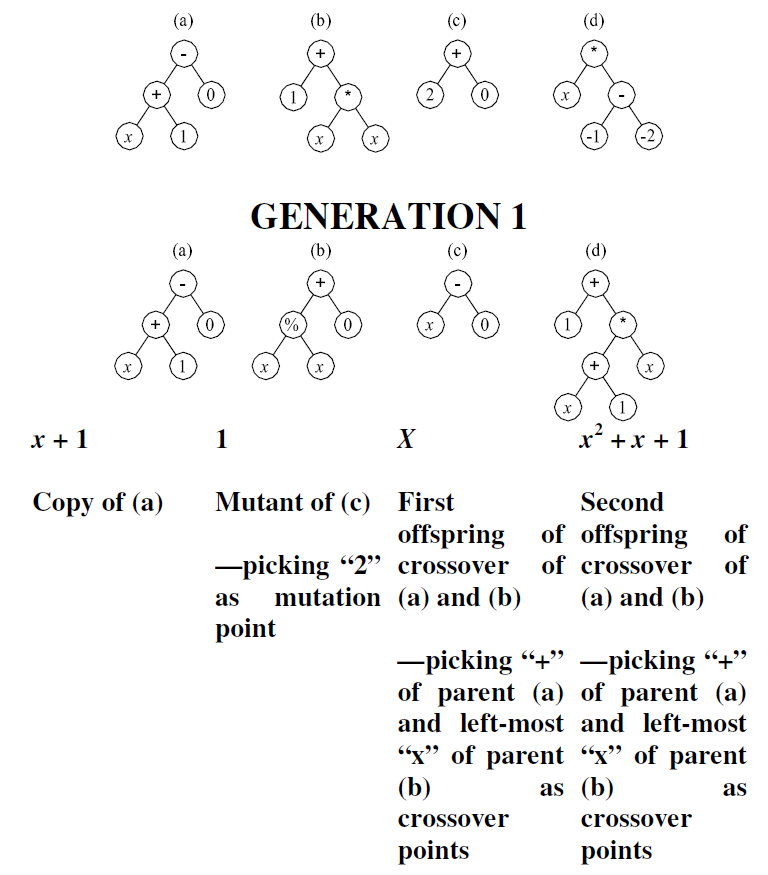 (a) (b) (c) (d)
- + + *
+ 0 1 * 2 0 x -
x 1 x x -1 -2
GENERATION 1
(a) (b) (c) (d)
- + - +
+ 0 % 0 x 0 1 *
x 1 x x + x
x 1
x + 1 1 X x² + x + 1
Copy of (a) Mutant of (c) First Second
offspring of offspring of
—picking “2” crossover of crossover of
as mutation (a) and (b) (a) and (b)
point
—picking “+” —picking “+”
of parent (a) of parent (a)
and left-most and left-most
“x” of parent “x” of parent
(b) as (b) as
crossover crossover
points points